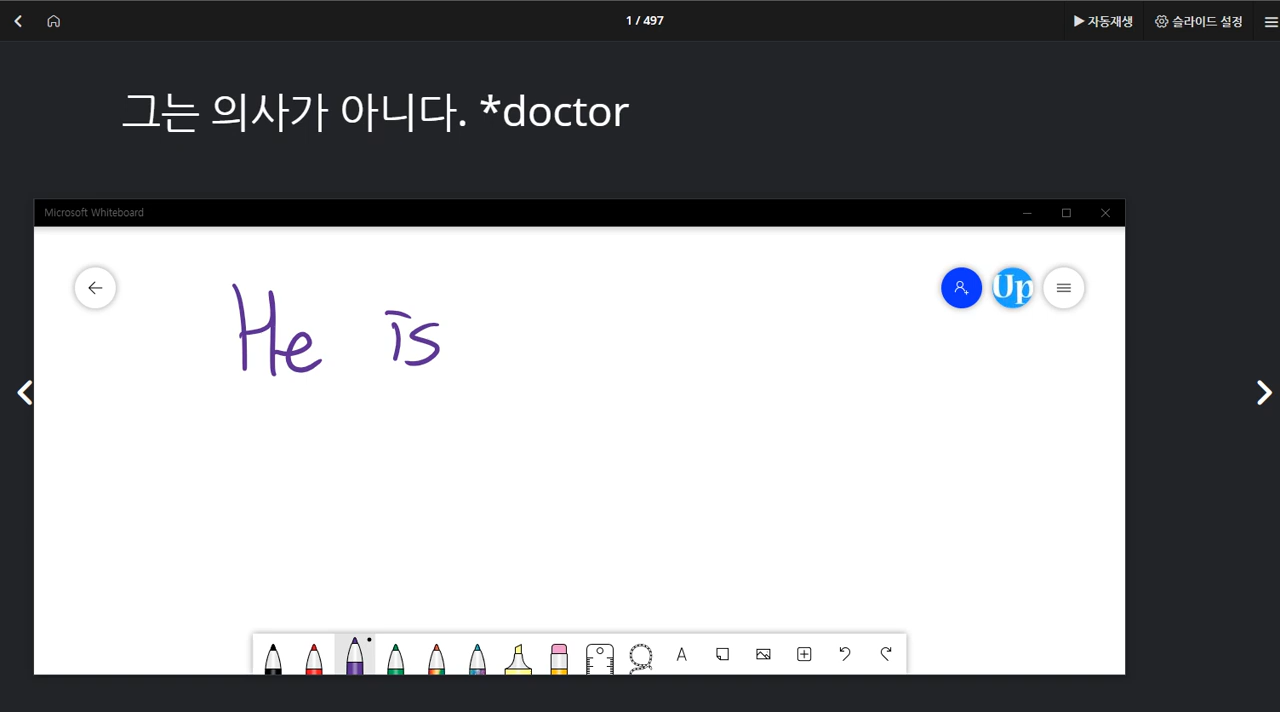 1 / 497
▶ 자동재생
슬라이드 설정
그는 의사가 아니다. *doctor
Microsoft Whiteboard
Up
He is
A